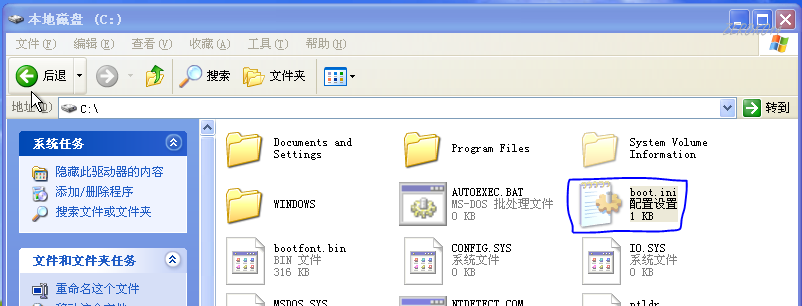 本地磁盘 (C:)
文件(F) 编辑(E) 查看(V) 收藏(A) 工具(T) 帮助(H)
后退 搜索 文件夹
地址(D) C:\ 转到
系统任务
隐藏此驱动器的内容
添加/删除程序
搜索文件或文件夹
文件和文件夹任务
重命名这个文件
移动这个文件
Documents and
Settings
Program Files
System Volume
Information
WINDOWS
AUTOEXEC.BAT
MS-DOS 批处理文件
0 KB
boot.ini
配置设置
1 KB
bootfont.bin
BIN 文件
316 KB
CONFIG.SYS
系统文件
0 KB
IO.SYS
系统文件
0 KB
MSDOS.SYS
NTDETECT.COM
ntldr